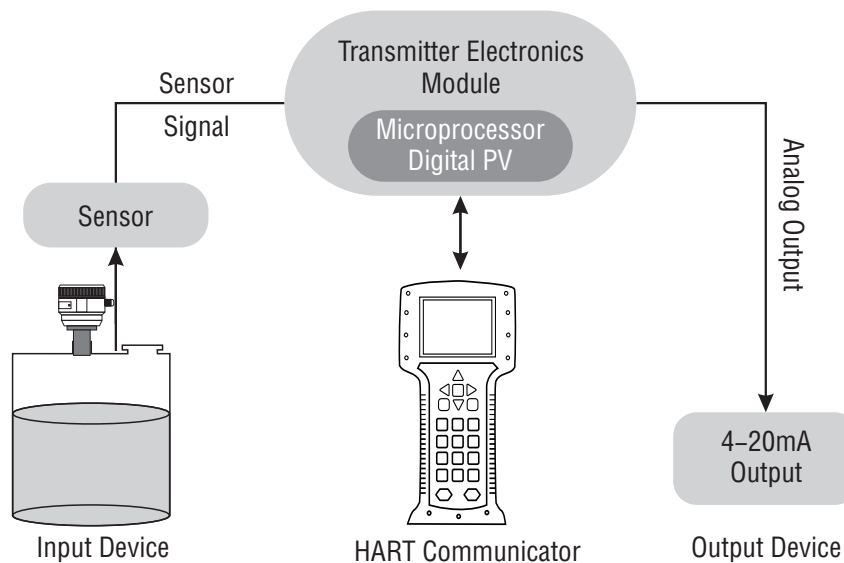 Transmitter Electronics
Module
Microprocessor
Digital PV
Sensor
Signal
Sensor
Analog Output
4–20mA
Output
Input Device
HART Communicator
Output Device